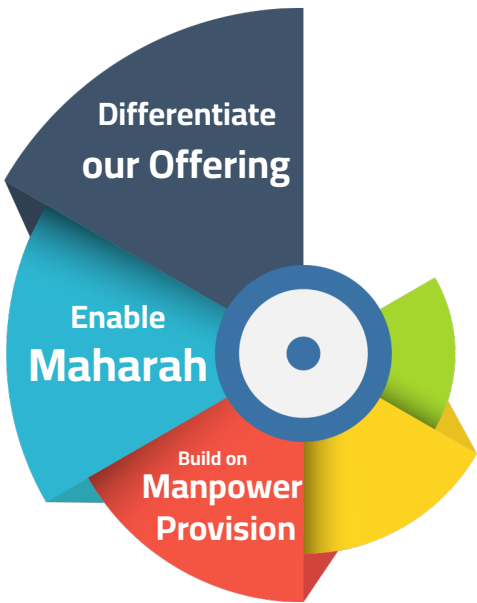 Differentiate
our Offering
Enable
Maharah
Build on
Manpower
Provision